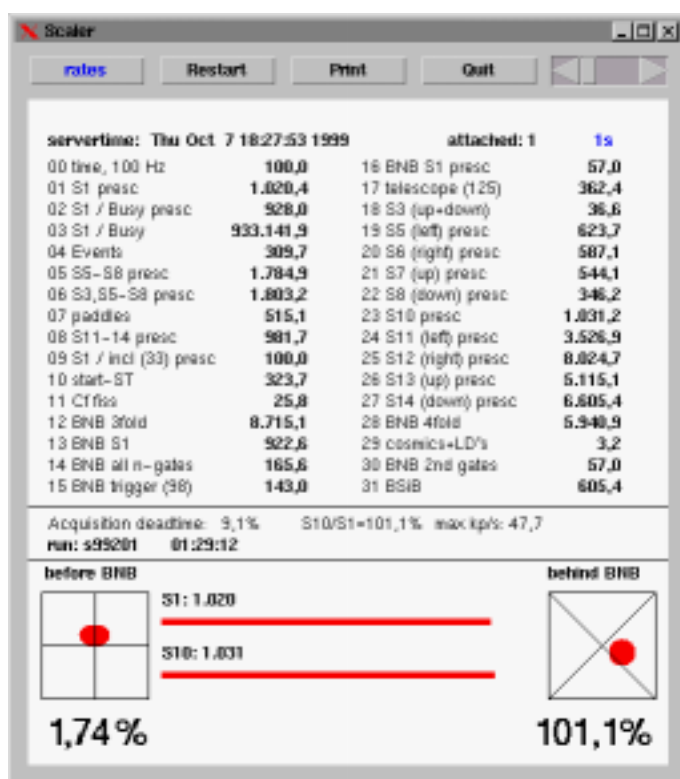 Scaler
rates Restart Print Quit
servertime: Thu Oct 7 18:27:53 1999 attached: 1 1s
00 time, 100 Hz 100,0 16 BNB S1 presc 57,0
01 S1 presc 1.020,4 17 telescope (125) 362,4
02 S1 / Busy presc 928,0 18 S3 (up+down) 36,6
03 S1 / Busy 933.141,9 19 S5 (left) presc 623,7
04 Events 309,7 20 S6 (right) presc 587,1
05 S5-S8 presc 1.784,9 21 S7 (up) presc 544,1
06 S3,S5-S8 presc 1.803,2 22 S8 (down) presc 346,2
07 paddles 515,1 23 S10 presc 1.031,2
08 S11-14 presc 981,7 24 S11 (left) presc 3.526,9
09 S1 / incl (33) presc 100,0 25 S12 (right) presc 8.024,7
10 start-ST 323,7 26 S13 (up) presc 5.115,1
11 Cf fiss 25,8 27 S14 (down) presc 6.605,4
12 BNB 3fold 8.715,1 28 BNB 4fold 5.940,9
13 BNB S1 922,6 29 cosmics+LD's 3,2
14 BNB all n-gates 165,6 30 BNB 2nd gates 57,0
15 BNB trigger (98) 143,0 31 BSiB 605,4
Acquisition deadtime: 9,1% S10/S1=101,1% max kp/s: 47,7
run: s99201 01:29:12
before BNB behind BNB
S1: 1.020
S10: 1.031
1,74% 101,1%